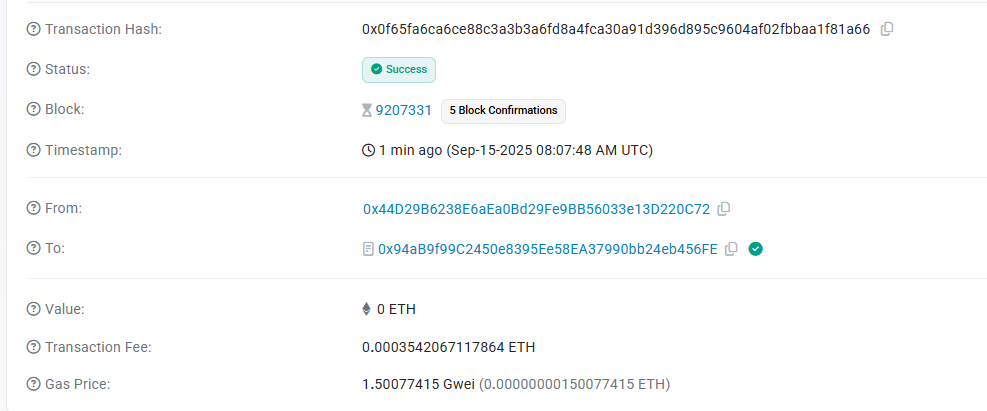 Transaction Hash: 0x0f65fa6ca6ce88c3a3b3a6fd8a4fca30a91d396d895c9604af02fbbaa1f81a66
Status: Success
Block: 9207331 5 Block Confirmations
Timestamp: 1 min ago (Sep-15-2025 08:07:48 AM UTC)
From: 0x44D29B6238E6aEa0Bd29Fe9BB56033e13D220C72
To: 0x94aB9f99C2450e8395Ee58EA37990bb24eb456FE
Value: 0 ETH
Transaction Fee: 0.0003542067117864 ETH
Gas Price: 1.50077415 Gwei (0.00000000150077415 ETH)